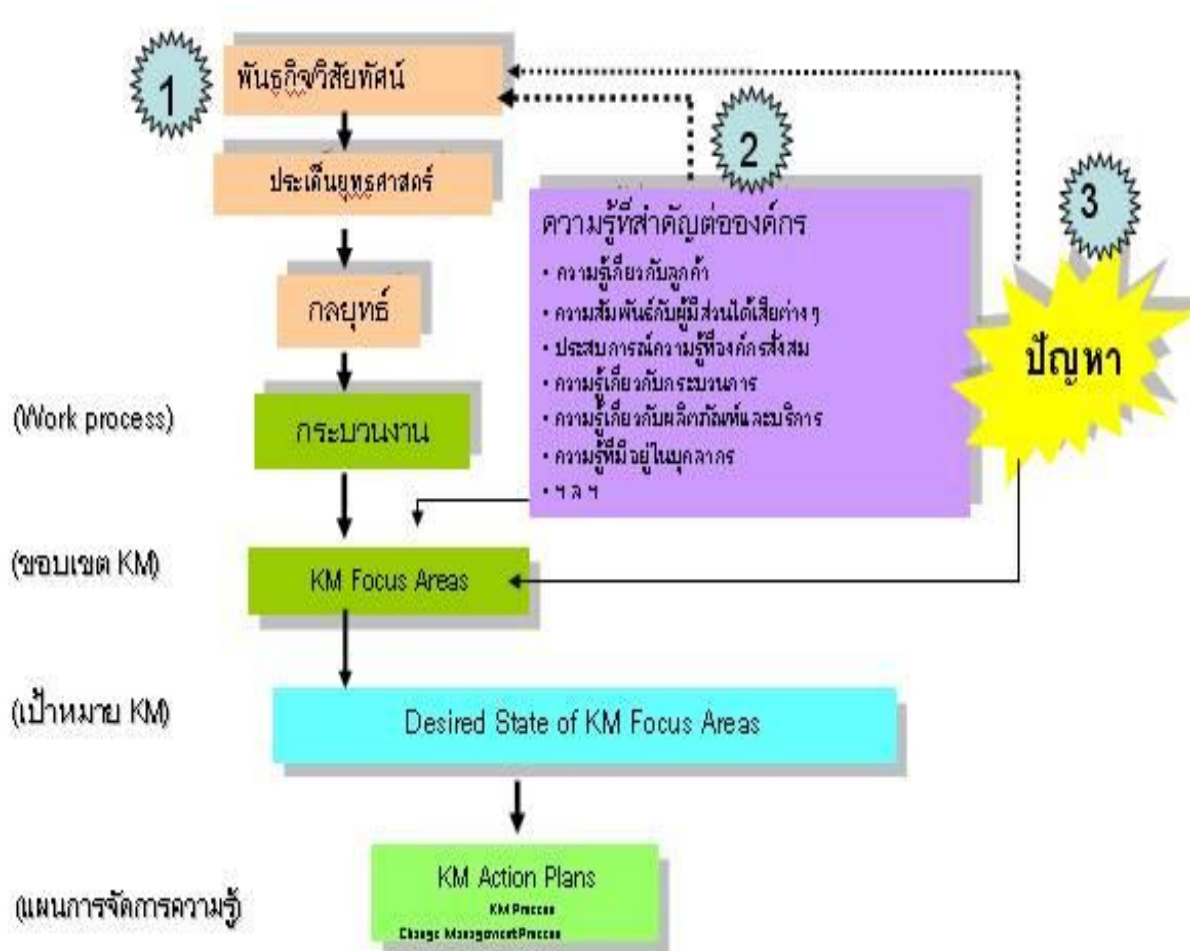 1
พันธกิจ/วิสัยทัศน์
ประเด็นยุทธศาสตร์
กลยุทธ์
(Work process)
กระบวนงาน
2
ความรู้ที่สำคัญต่อองค์กร
• ความรู้เกี่ยวกับลูกค้า
• ความสัมพันธ์กับผู้มีส่วนได้เสียต่างๆ
• ประสบการณ์ความรู้ที่องค์กรสั่งสม
• ความรู้เกี่ยวกับกระบวนการ
• ความรู้เกี่ยวกับผลิตภัณฑ์และบริการ
• ความรู้ที่มีอยู่ในบุคลากร
• ฯ ล ฯ
3
ปัญหา
(ขอบเขต KM)
KM Focus Areas
(เป้าหมาย KM)
Desired State of KM Focus Areas
(แผนการจัดการความรู้)
KM Action Plans
KM Process
Change Management Process